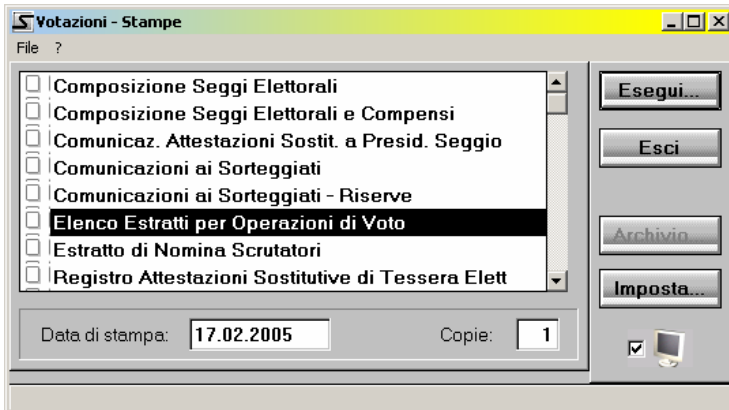 Votazioni - Stampe
File ?
Composizione Seggi Elettorali
Composizione Seggi Elettorali e Compensi
Comunicaz. Attestazioni Sostit. a Presid. Seggio
Comunicazioni ai Sorteggiati
Comunicazioni ai Sorteggiati - Riserve
Elenco Estratti per Operazioni di Voto
Estratto di Nomina Scrutatori
Registro Attestazioni Sostitutive di Tessera Elett
Esegui...
Esci
Archivio...
Imposta...
Data di stampa: 17.02.2005 Copie: 1